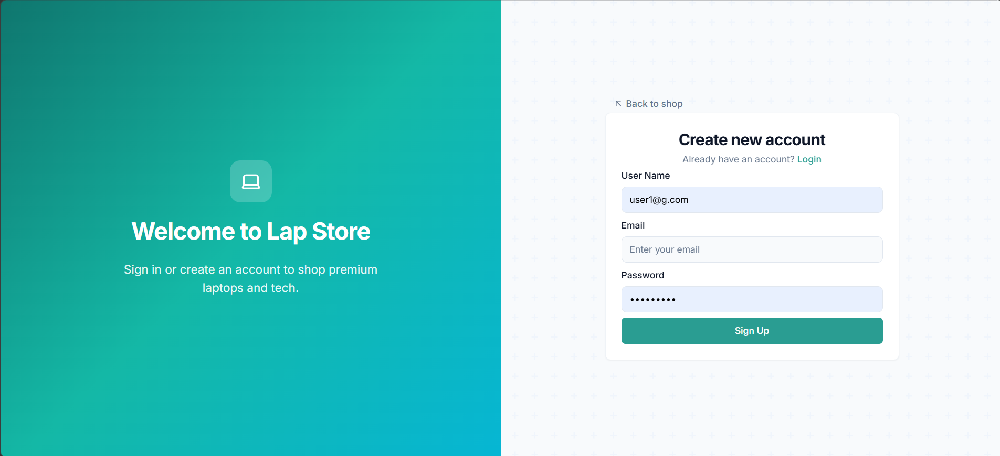 Welcome to Lap Store
Sign in or create an account to shop premium
laptops and tech.
Back to shop
Create new account
Already have an account? Login
User Name
user1@g.com
Email
Enter your email
Password
•••••••••
Sign Up